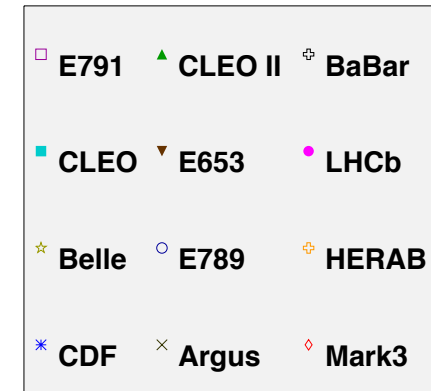 E791 CLEO II BaBar
CLEO E653 LHCb
Belle E789 HERAB
CDF Argus Mark3